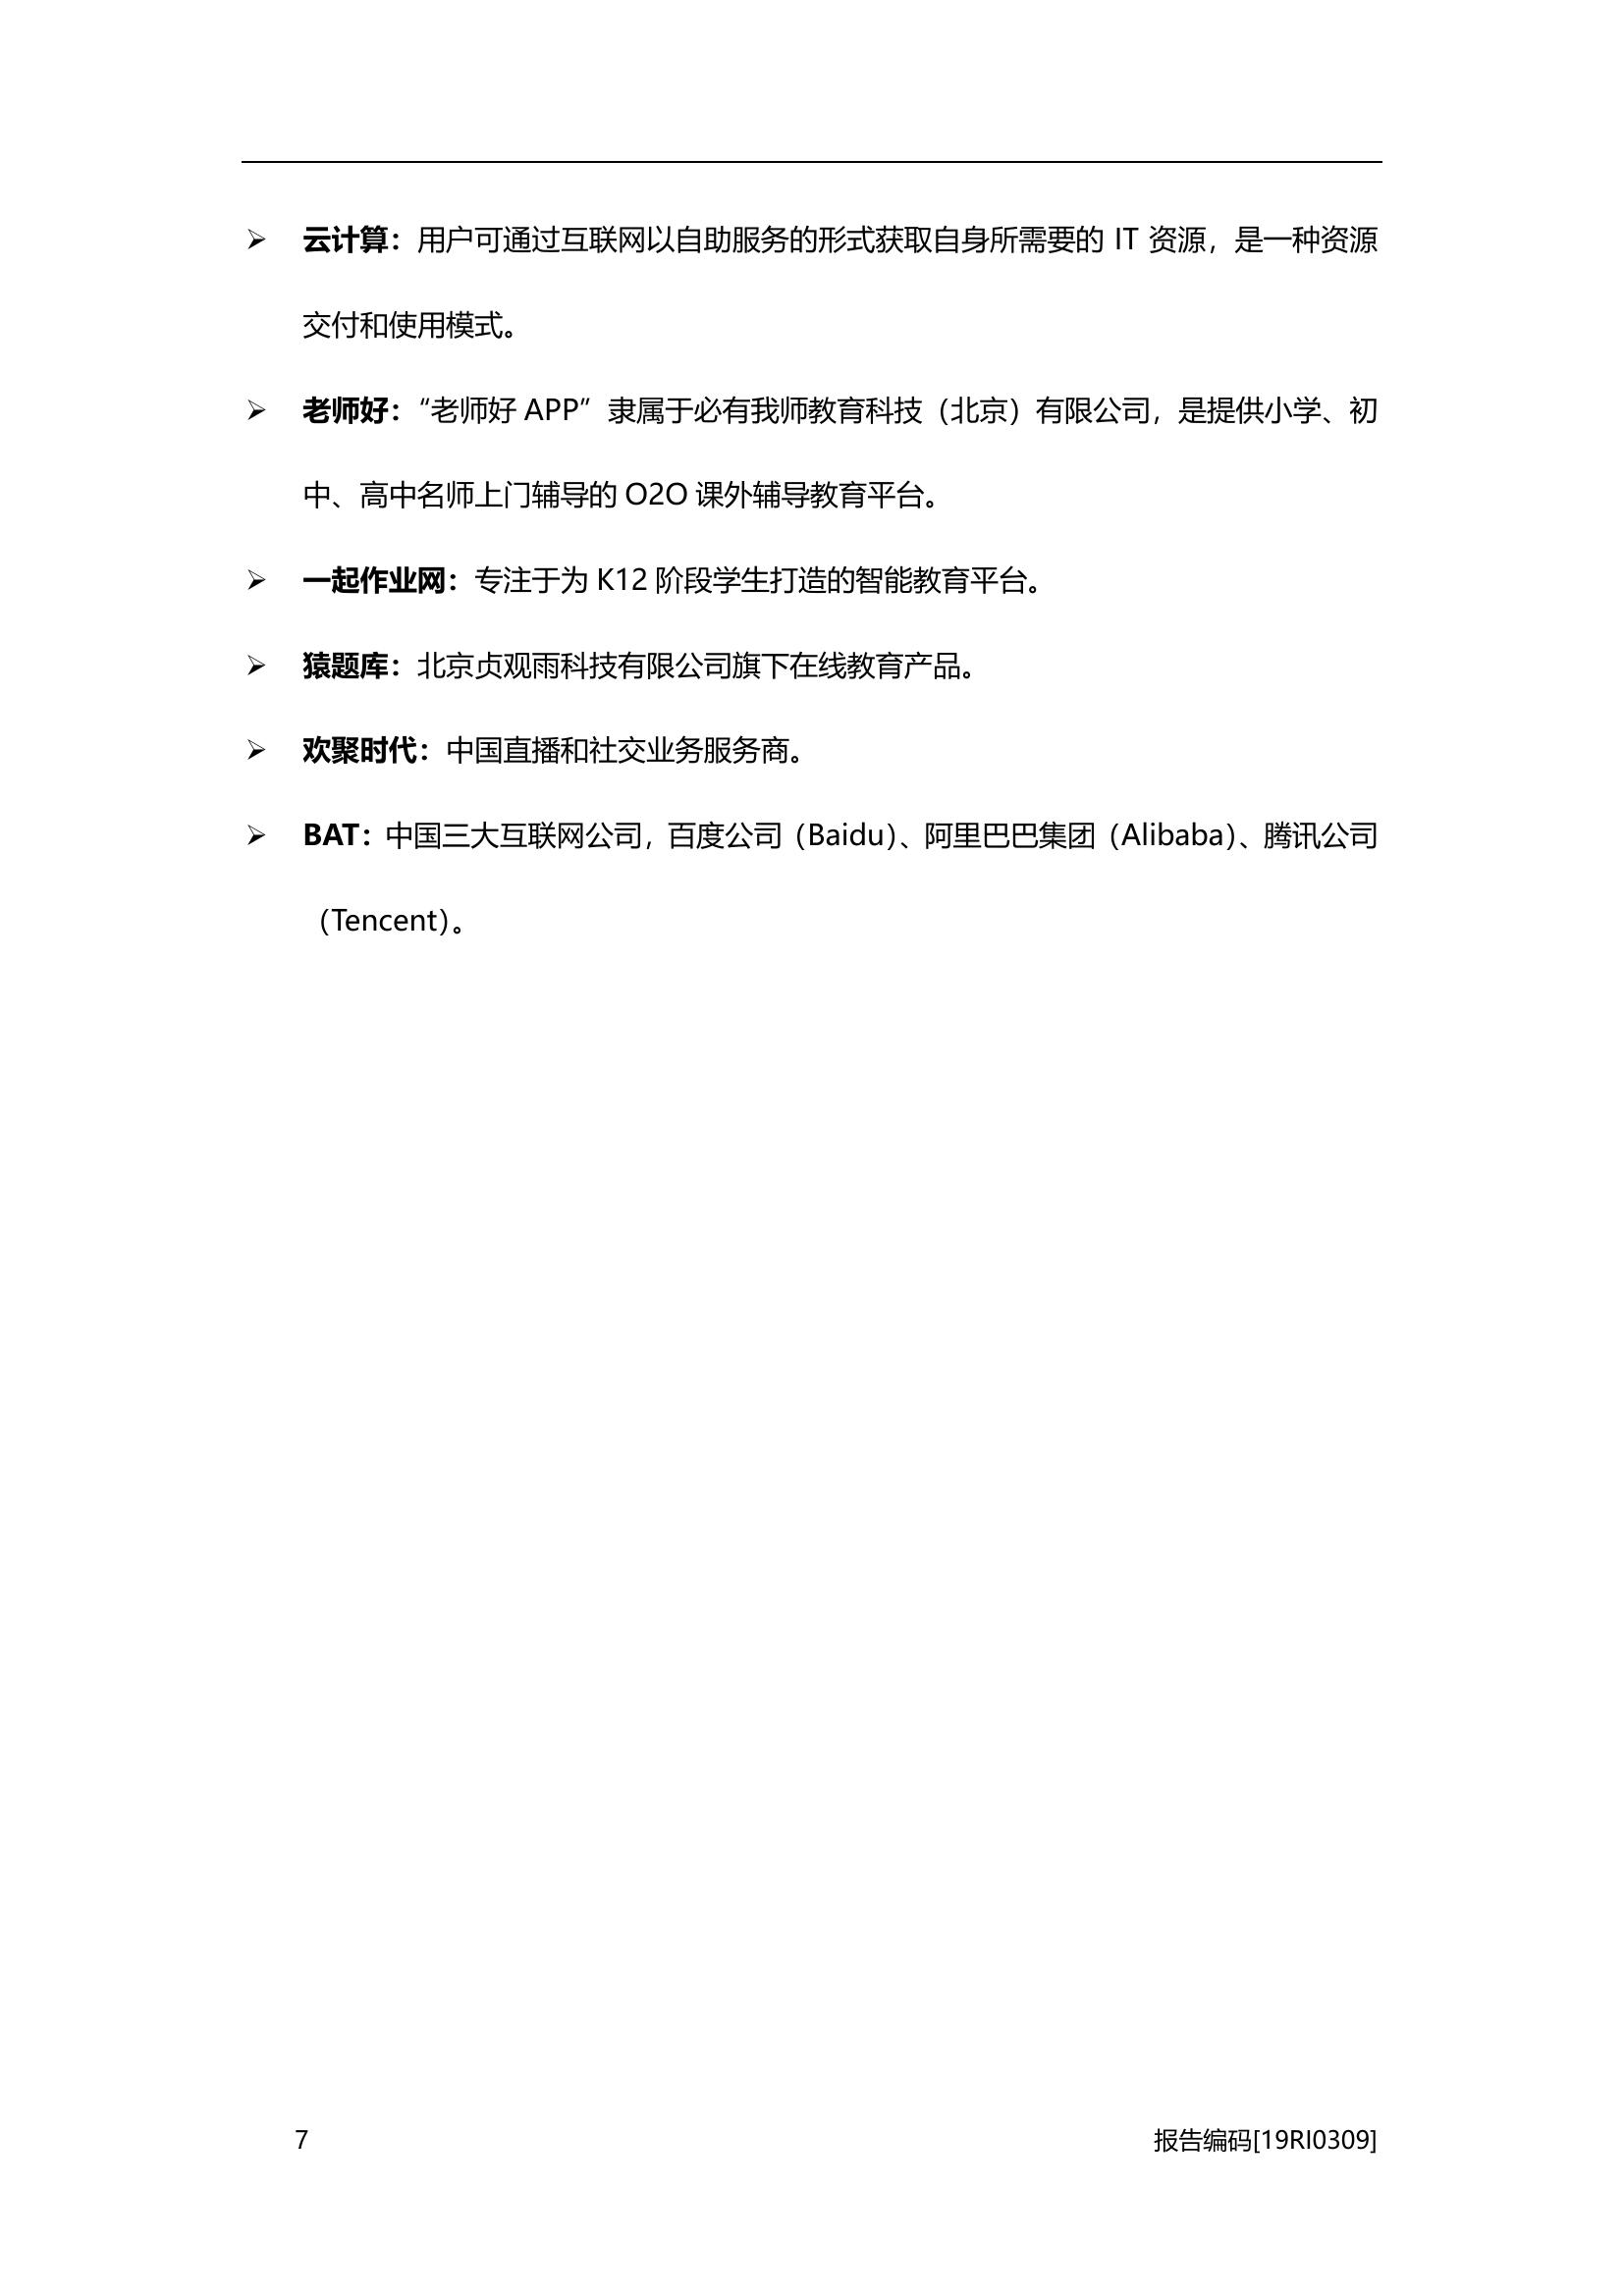 ➢ 云计算：用户可通过互联网以自助服务的形式获取自身所需要的 IT 资源，是一种资源
交付和使用模式。
➢ 老师好：“老师好 APP”隶属于必有我师教育科技（北京）有限公司，是提供小学、初
中、高中名师上门辅导的 O2O 课外辅导教育平台。
➢ 一起作业网：专注于为 K12 阶段学生打造的智能教育平台。
➢ 猿题库：北京贞观雨科技有限公司旗下在线教育产品。
➢ 欢聚时代：中国直播和社交业务服务商。
➢ BAT：中国三大互联网公司，百度公司（Baidu）、阿里巴巴集团（Alibaba）、腾讯公司
（Tencent）。
7 报告编码[19RI0309]